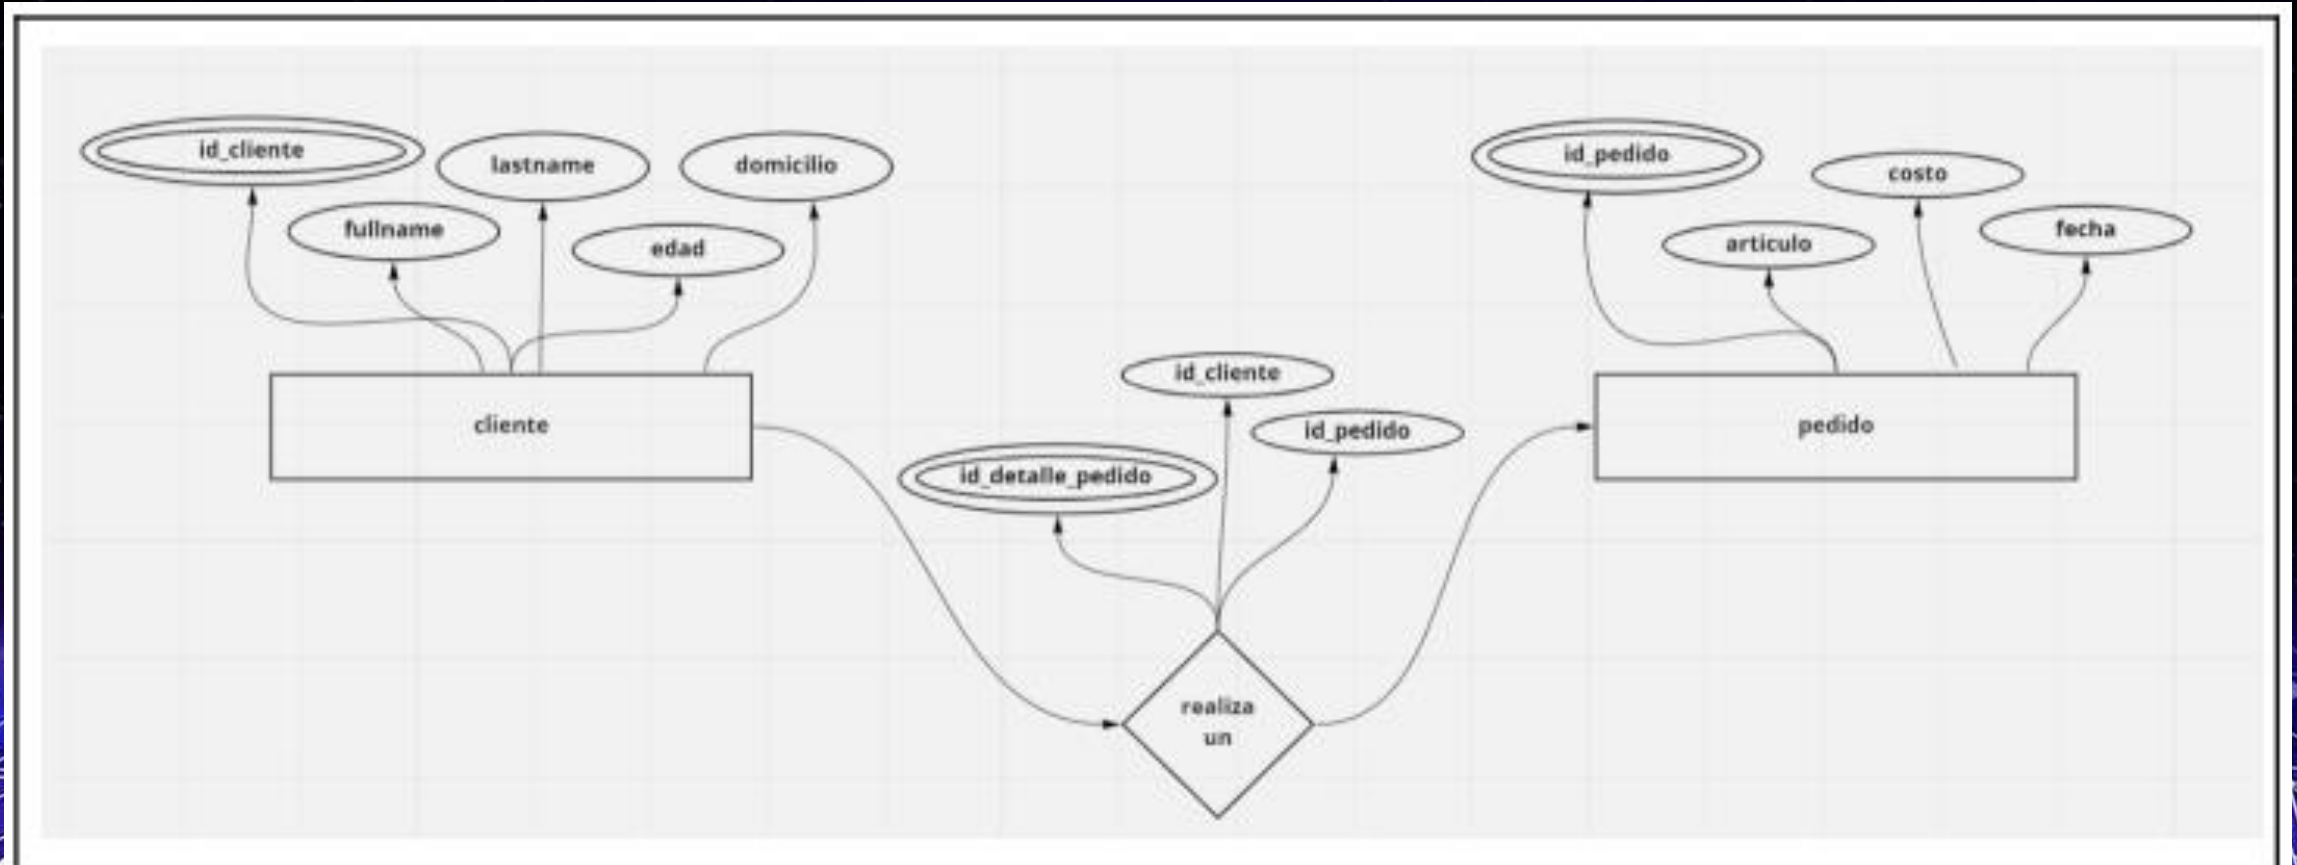 id_cliente
lastname
domicilio
fullname
edad
id_pedido
costo
articulo
fecha
cliente
id_cliente
id_pedido
id_detalle_pedido
pedido
realiza
un